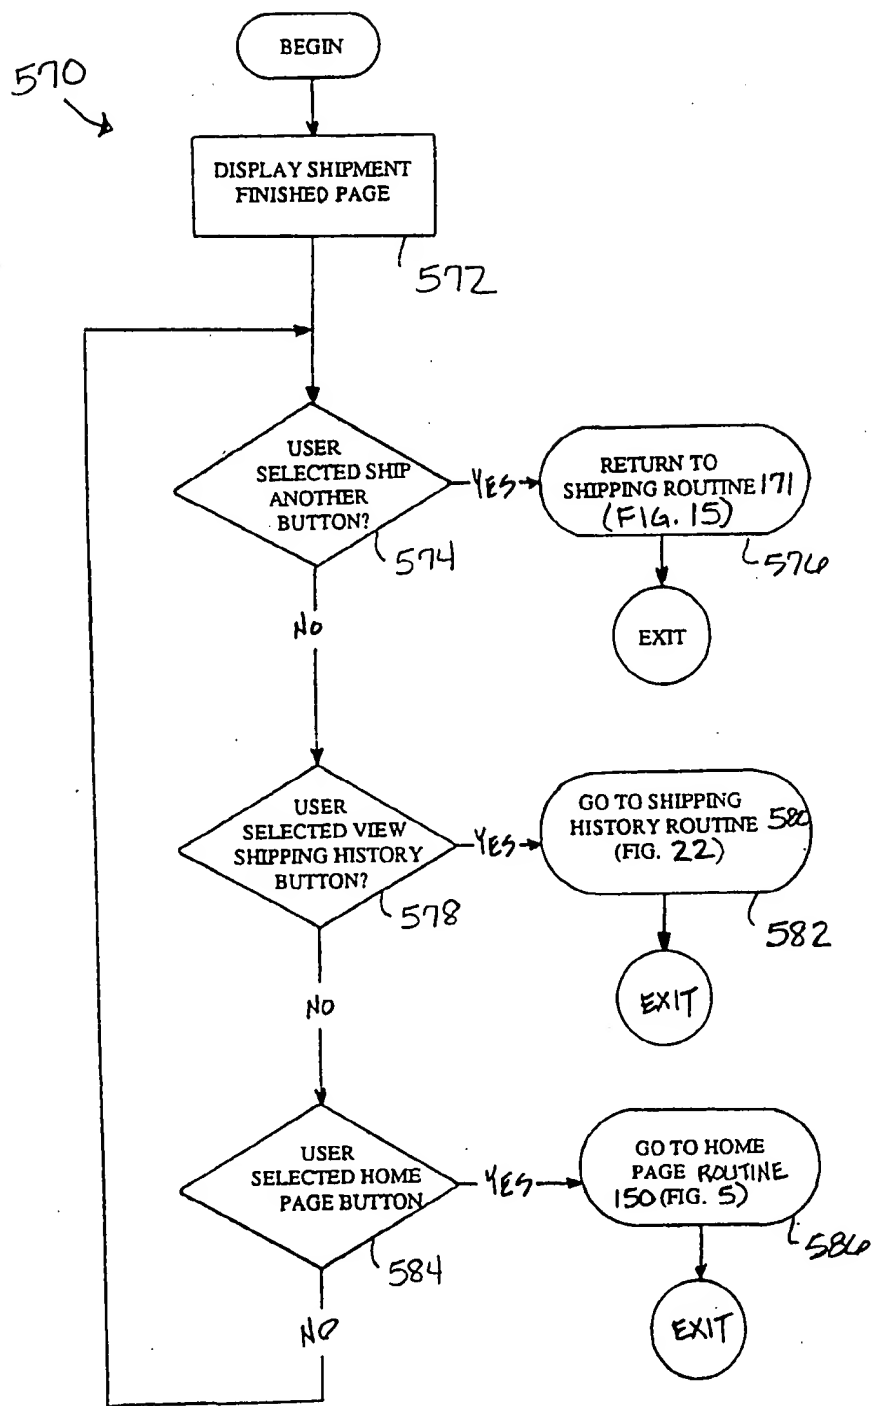 BEGIN
570
DISPLAY SHIPMENT
FINISHED PAGE
572
USER
SELECTED SHIP
ANOTHER
BUTTON?
574
YES
RETURN TO
SHIPPING ROUTINE 171
(FIG. 15)
576
EXIT
NO
USER
SELECTED VIEW
SHIPPING HISTORY
BUTTON?
578
YES
GO TO SHIPPING
HISTORY ROUTINE 580
(FIG. 22)
582
EXIT
NO
USER
SELECTED HOME
PAGE BUTTON
584
YES
GO TO HOME
PAGE ROUTINE
150 (FIG. 5)
586
EXIT
NO